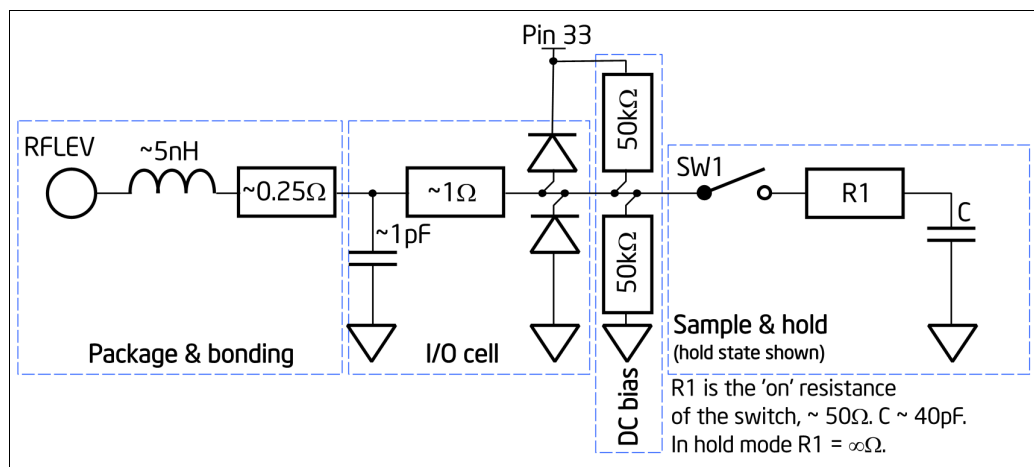 Pin 33
RFLEV
~5nH
~0.25Ω
~1pF
~1Ω
50kΩ
50kΩ
SW1
R1
C
Package & bonding
I/O cell
DC bias
Sample & hold
(hold state shown)
R1 is the 'on' resistance
of the switch, ~ 50Ω. C ~ 40pF.
In hold mode R1 = ∞Ω.